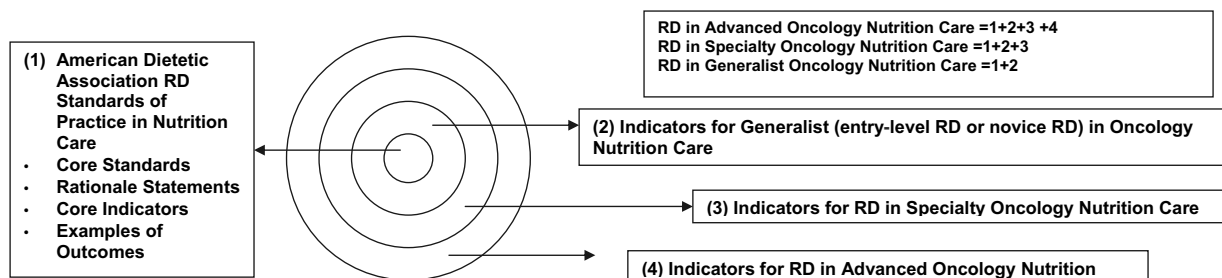 RD in Advanced Oncology Nutrition Care =1+2+3 +4
RD in Specialty Oncology Nutrition Care =1+2+3
RD in Generalist Oncology Nutrition Care =1+2
(1) American Dietetic
Association RD
Standards of
Practice in Nutrition
Care
• Core Standards
• Rationale Statements
• Core Indicators
• Examples of
Outcomes
(2) Indicators for Generalist (entry-level RD or novice RD) in Oncology
Nutrition Care
(3) Indicators for RD in Specialty Oncology Nutrition Care
(4) Indicators for RD in Advanced Oncology Nutrition